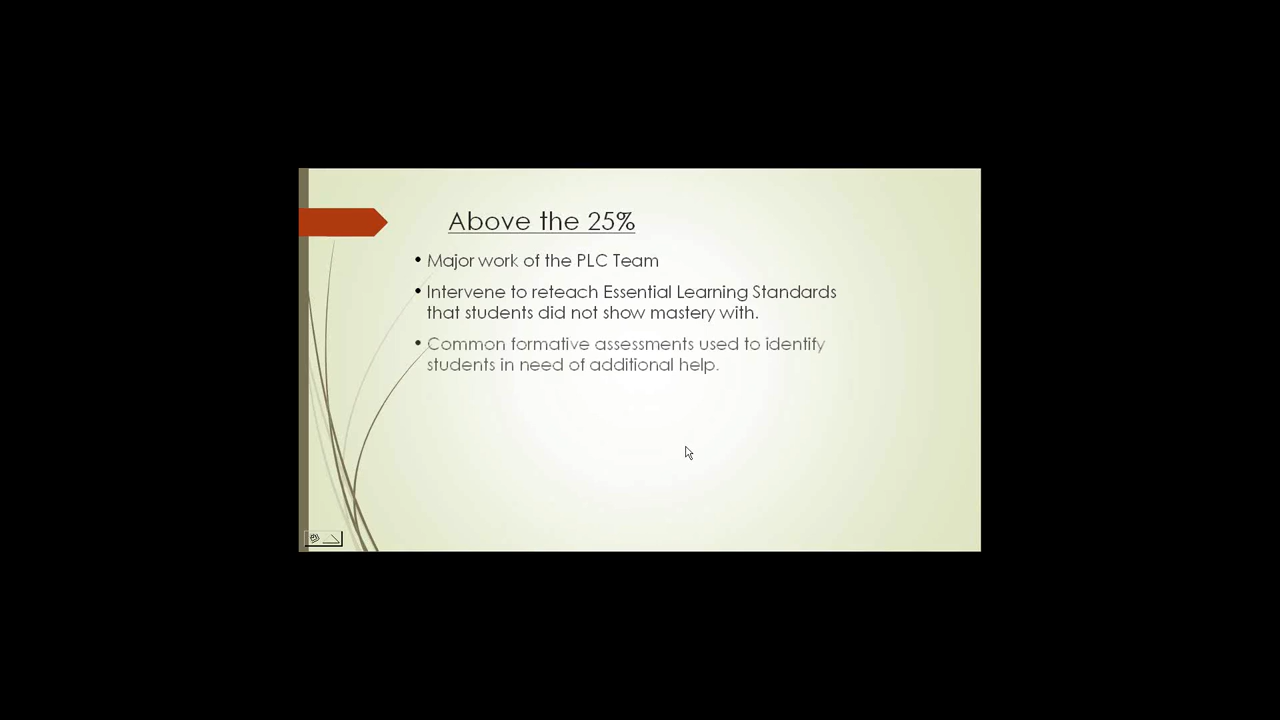 Above the 25%
• Major work of the PLC Team
• Intervene to reteach Essential Learning Standards
that students did not show mastery with.
• Common formative assessments used to identify
students in need of additional help.